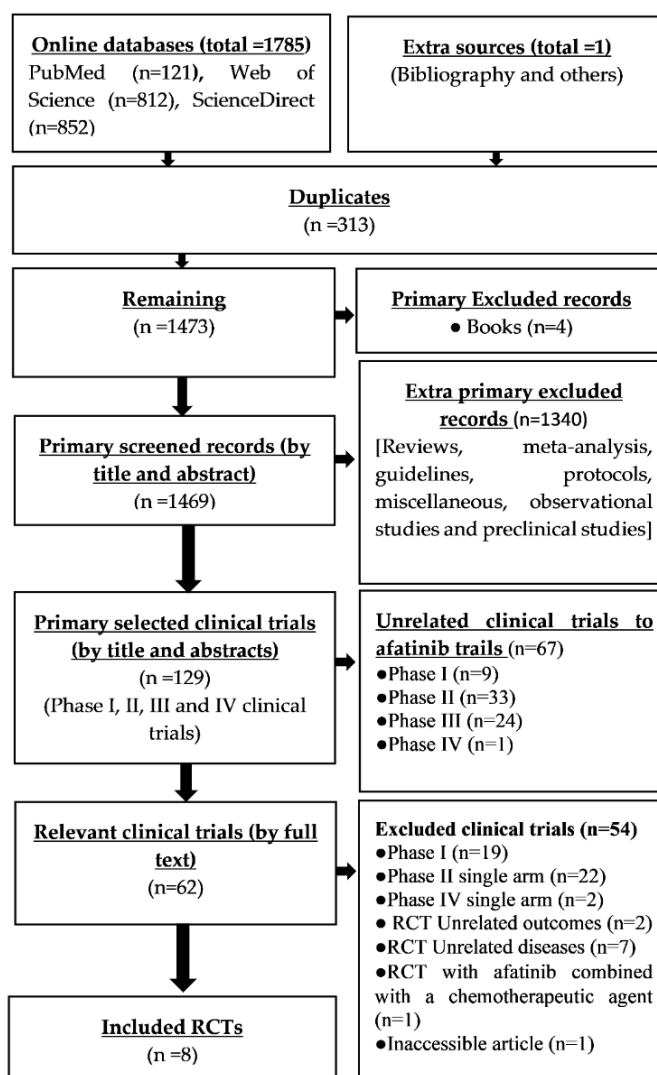 Online databases (total =1785)
PubMed (n=121), Web of
Science (n=812), ScienceDirect
(n=852)
Extra sources (total =1)
(Bibliography and others)
Duplicates
(n =313)
Remaining
(n =1473)
Primary Excluded records
● Books (n=4)
Primary screened records (by
title and abstract)
(n =1469)
Extra primary excluded
records (n=1340)
[Reviews, meta-analysis,
guidelines, protocols,
miscellaneous, observational
studies and preclinical studies]
Primary selected clinical trials
(by title and abstracts)
(n =129)
(Phase I, II, III and IV clinical
trials)
Unrelated clinical trials to
afatinib trails (n=67)
●Phase I (n=9)
●Phase II (n=33)
●Phase III (n=24)
●Phase IV (n=1)
Relevant clinical trials (by full
text)
(n=62)
Excluded clinical trials (n=54)
●Phase I (n=19)
●Phase II single arm (n=22)
●Phase IV single arm (n=2)
● RCT Unrelated outcomes (n=2)
●RCT Unrelated diseases (n=7)
●RCT with afatinib combined
with a chemotherapeutic agent
(n=1)
●Inaccessible article (n=1)
Included RCTs
(n =8)